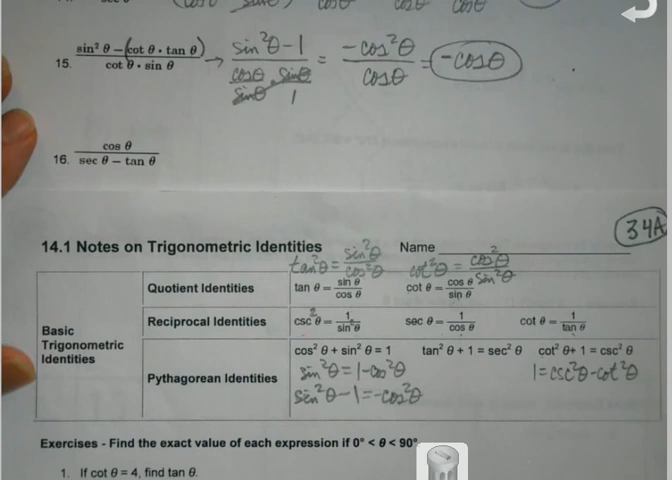 15. sin² θ – (cot θ • tan θ) / cot θ • sin θ → sin²θ - 1 / cosθ/sinθ • sinθ/1 = -cos²θ / cosθ = -cosθ
16. cos θ / sec θ – tan θ
34A
14.1 Notes on Trigonometric Identities Name
tan²θ = sin²θ/cos²θ cot²θ = cos²θ/sin²θ
Quotient Identities tan θ = sin θ/cos θ cot θ = cos θ/sin θ
Reciprocal Identities csc²θ = 1/sin²θ sec θ = 1/cos θ cot θ = 1/tan θ
Basic
Trigonometric
Identities
Pythagorean Identities
cos² θ + sin² θ = 1 tan² θ + 1 = sec² θ cot² θ + 1 = csc² θ
sin²θ = 1-cos²θ 1 = csc²θ-cot²θ
sin²θ - 1 = -cos²θ
Exercises - Find the exact value of each expression if 0° < θ < 90°
1. If cot θ = 4, find tan θ.